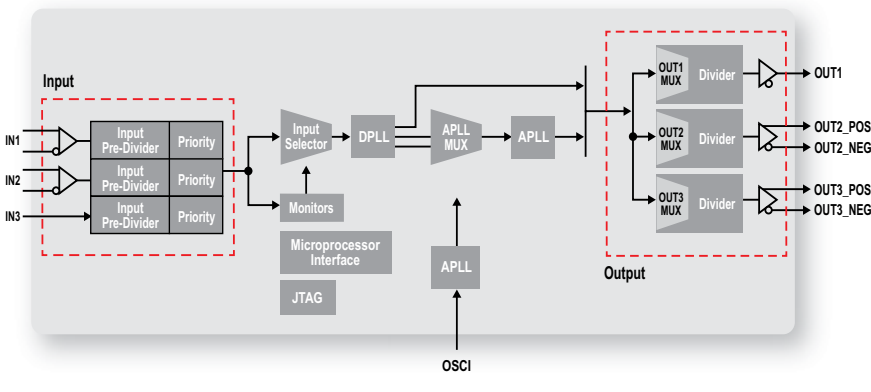 Input
IN1
IN2
IN3
Input
Pre-Divider
Priority
Input
Pre-Divider
Priority
Input
Pre-Divider
Priority
Input
Selector
Monitors
Microprocessor
Interface
JTAG
DPLL
APLL
MUX
APLL
APLL
OSCI
Output
OUT1
MUX
Divider
OUT2
MUX
Divider
OUT3
MUX
Divider
OUT1
OUT2_POS
OUT2_NEG
OUT3_POS
OUT3_NEG